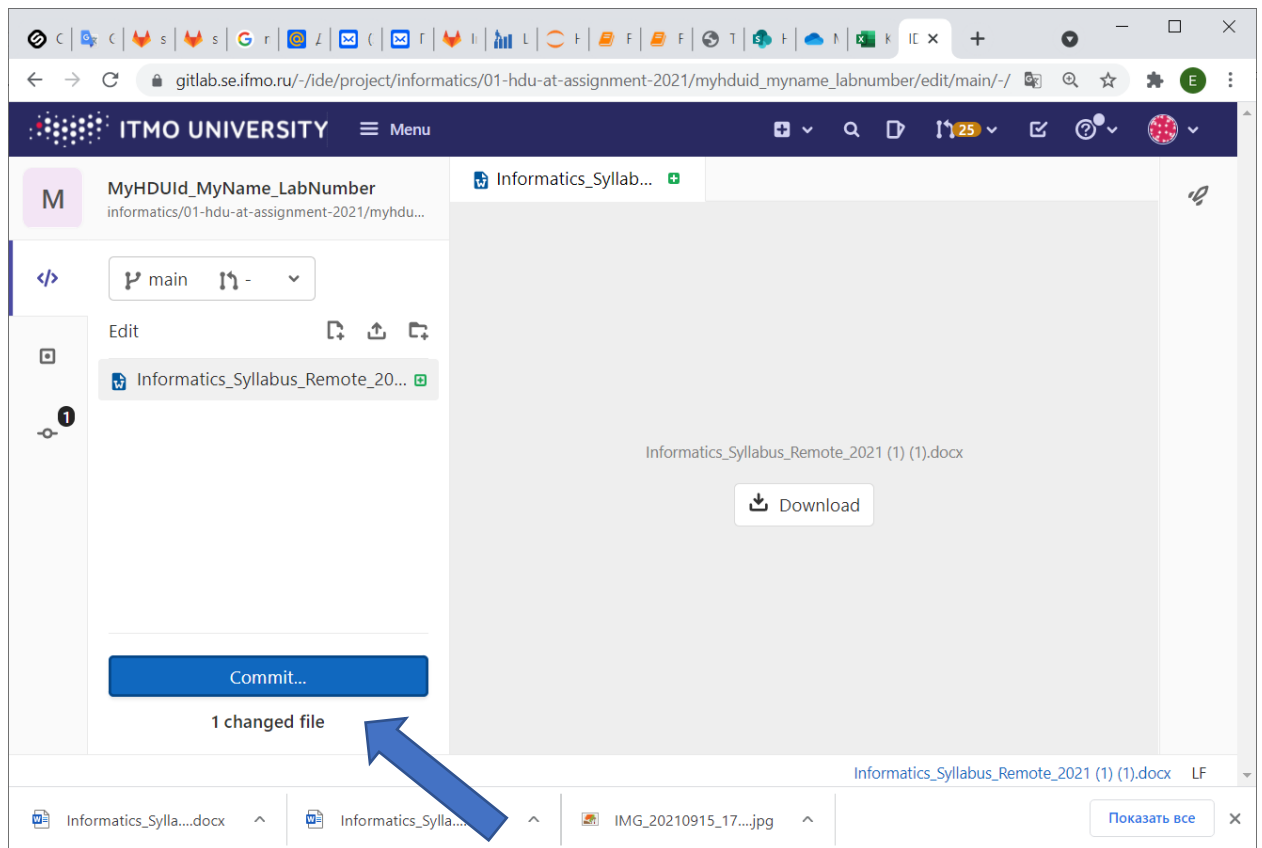 gitlab.se.ifmo.ru/-/ide/project/informatics/01-hdu-at-assignment-2021/myhduid_myname_labnumber/edit/main/-/
E
ITMO UNIVERSITY Menu 25
M
MyHDUId_MyName_LabNumber
informatics/01-hdu-at-assignment-2021/myhdu...
Informatics_Syllab...
main -
Edit
Informatics_Syllabus_Remote_20...
1
Informatics_Syllabus_Remote_2021 (1) (1).docx
Download
Commit...
1 changed file
Informatics_Syllabus_Remote_2021 (1) (1).docx LF
Informatics_Sylla....docx Informatics_Sylla... IMG_20210915_17....jpg Показать все